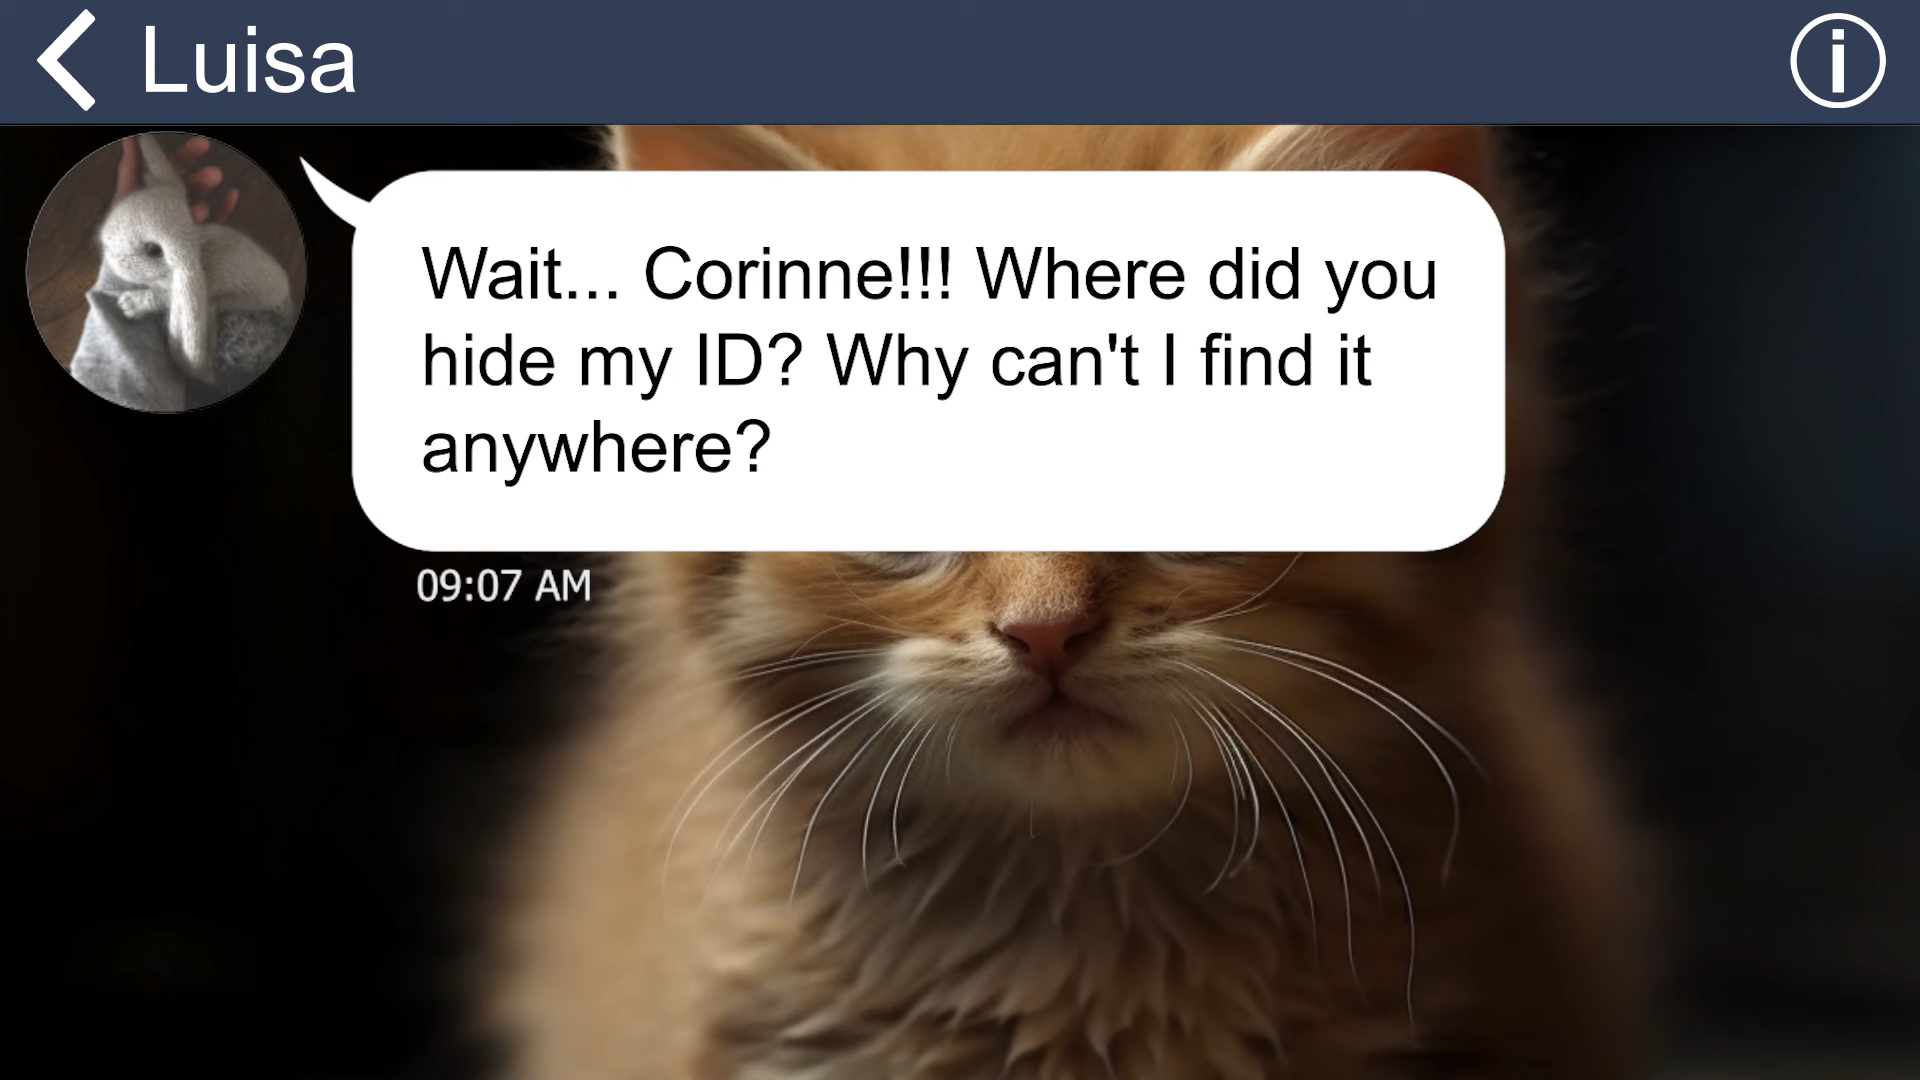 Luisa
Wait... Corinne!!! Where did you
hide my ID? Why can't I find it
anywhere?
09:07 AM